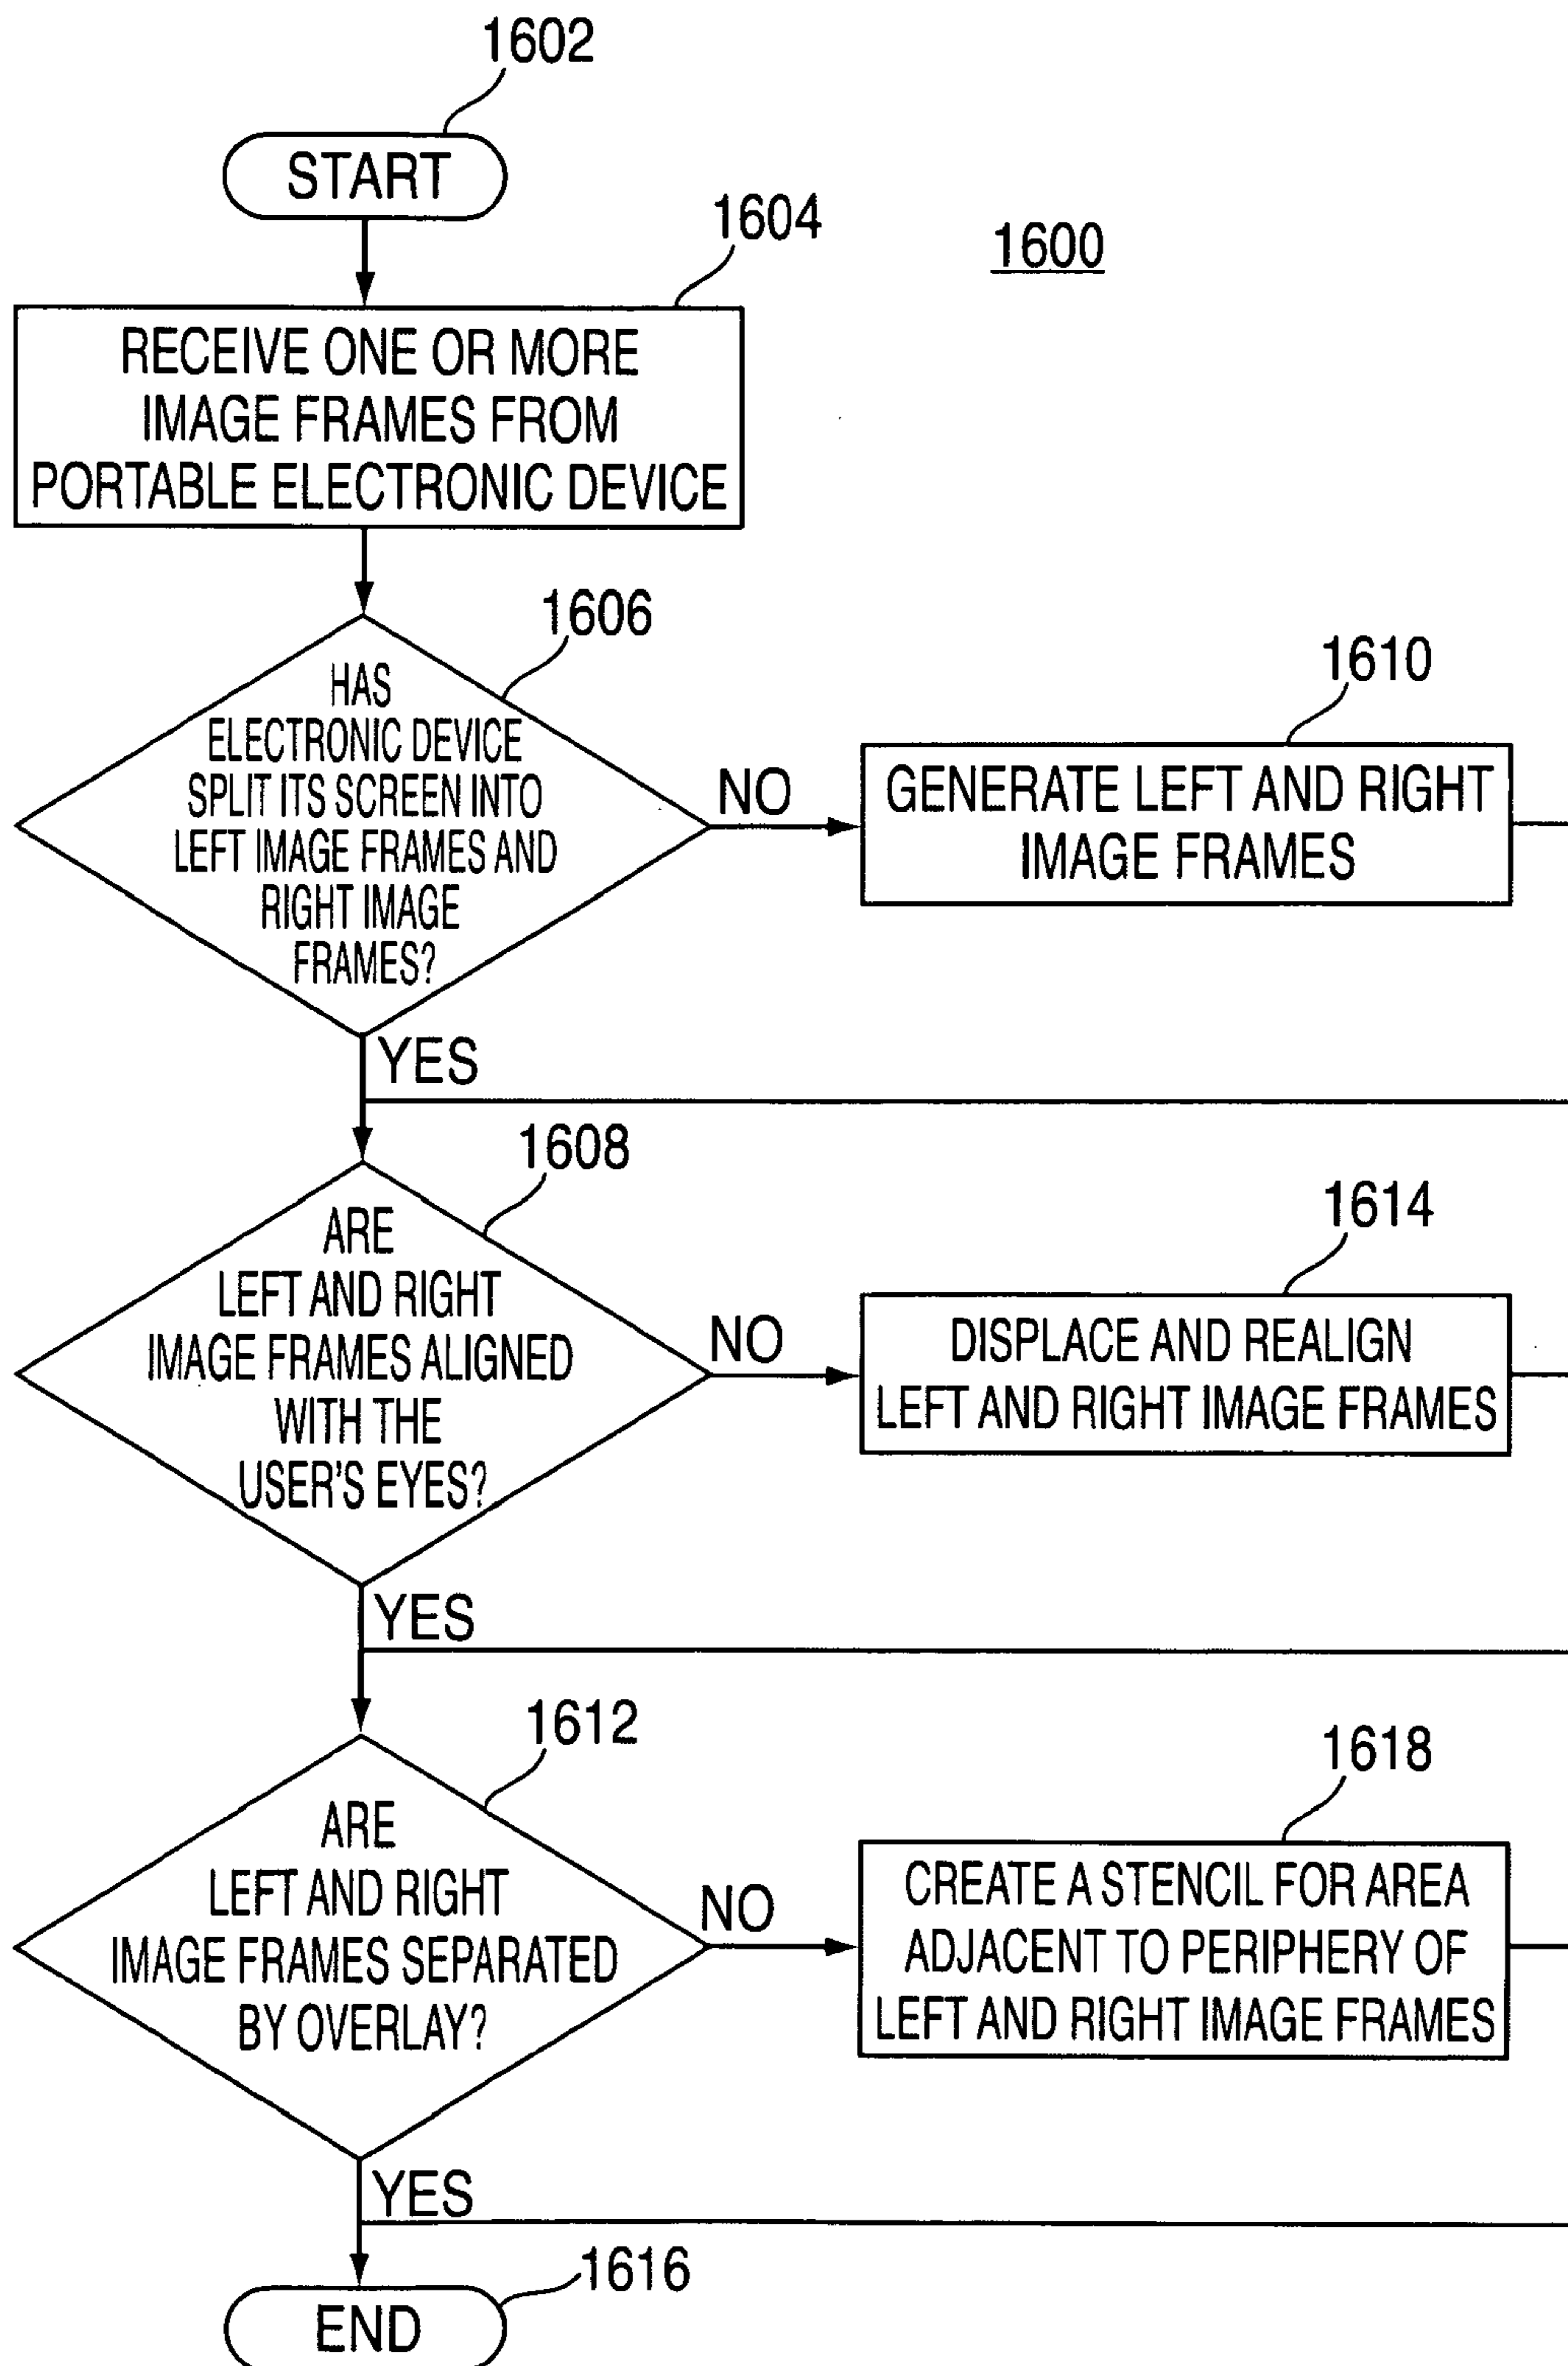 1602
START
1604
1600
RECEIVE ONE OR MORE
IMAGE FRAMES FROM
PORTABLE ELECTRONIC DEVICE
1606
HAS
ELECTRONIC DEVICE
SPLIT ITS SCREEN INTO
LEFT IMAGE FRAMES AND
RIGHT IMAGE
FRAMES?
NO
1610
GENERATE LEFT AND RIGHT
IMAGE FRAMES
YES
1608
ARE
LEFT AND RIGHT
IMAGE FRAMES ALIGNED
WITH THE
USER'S EYES?
NO
1614
DISPLACE AND REALIGN
LEFT AND RIGHT IMAGE FRAMES
YES
1612
ARE
LEFT AND RIGHT
IMAGE FRAMES SEPARATED
BY OVERLAY?
NO
1618
CREATE A STENCIL FOR AREA
ADJACENT TO PERIPHERY OF
LEFT AND RIGHT IMAGE FRAMES
YES
1616
END